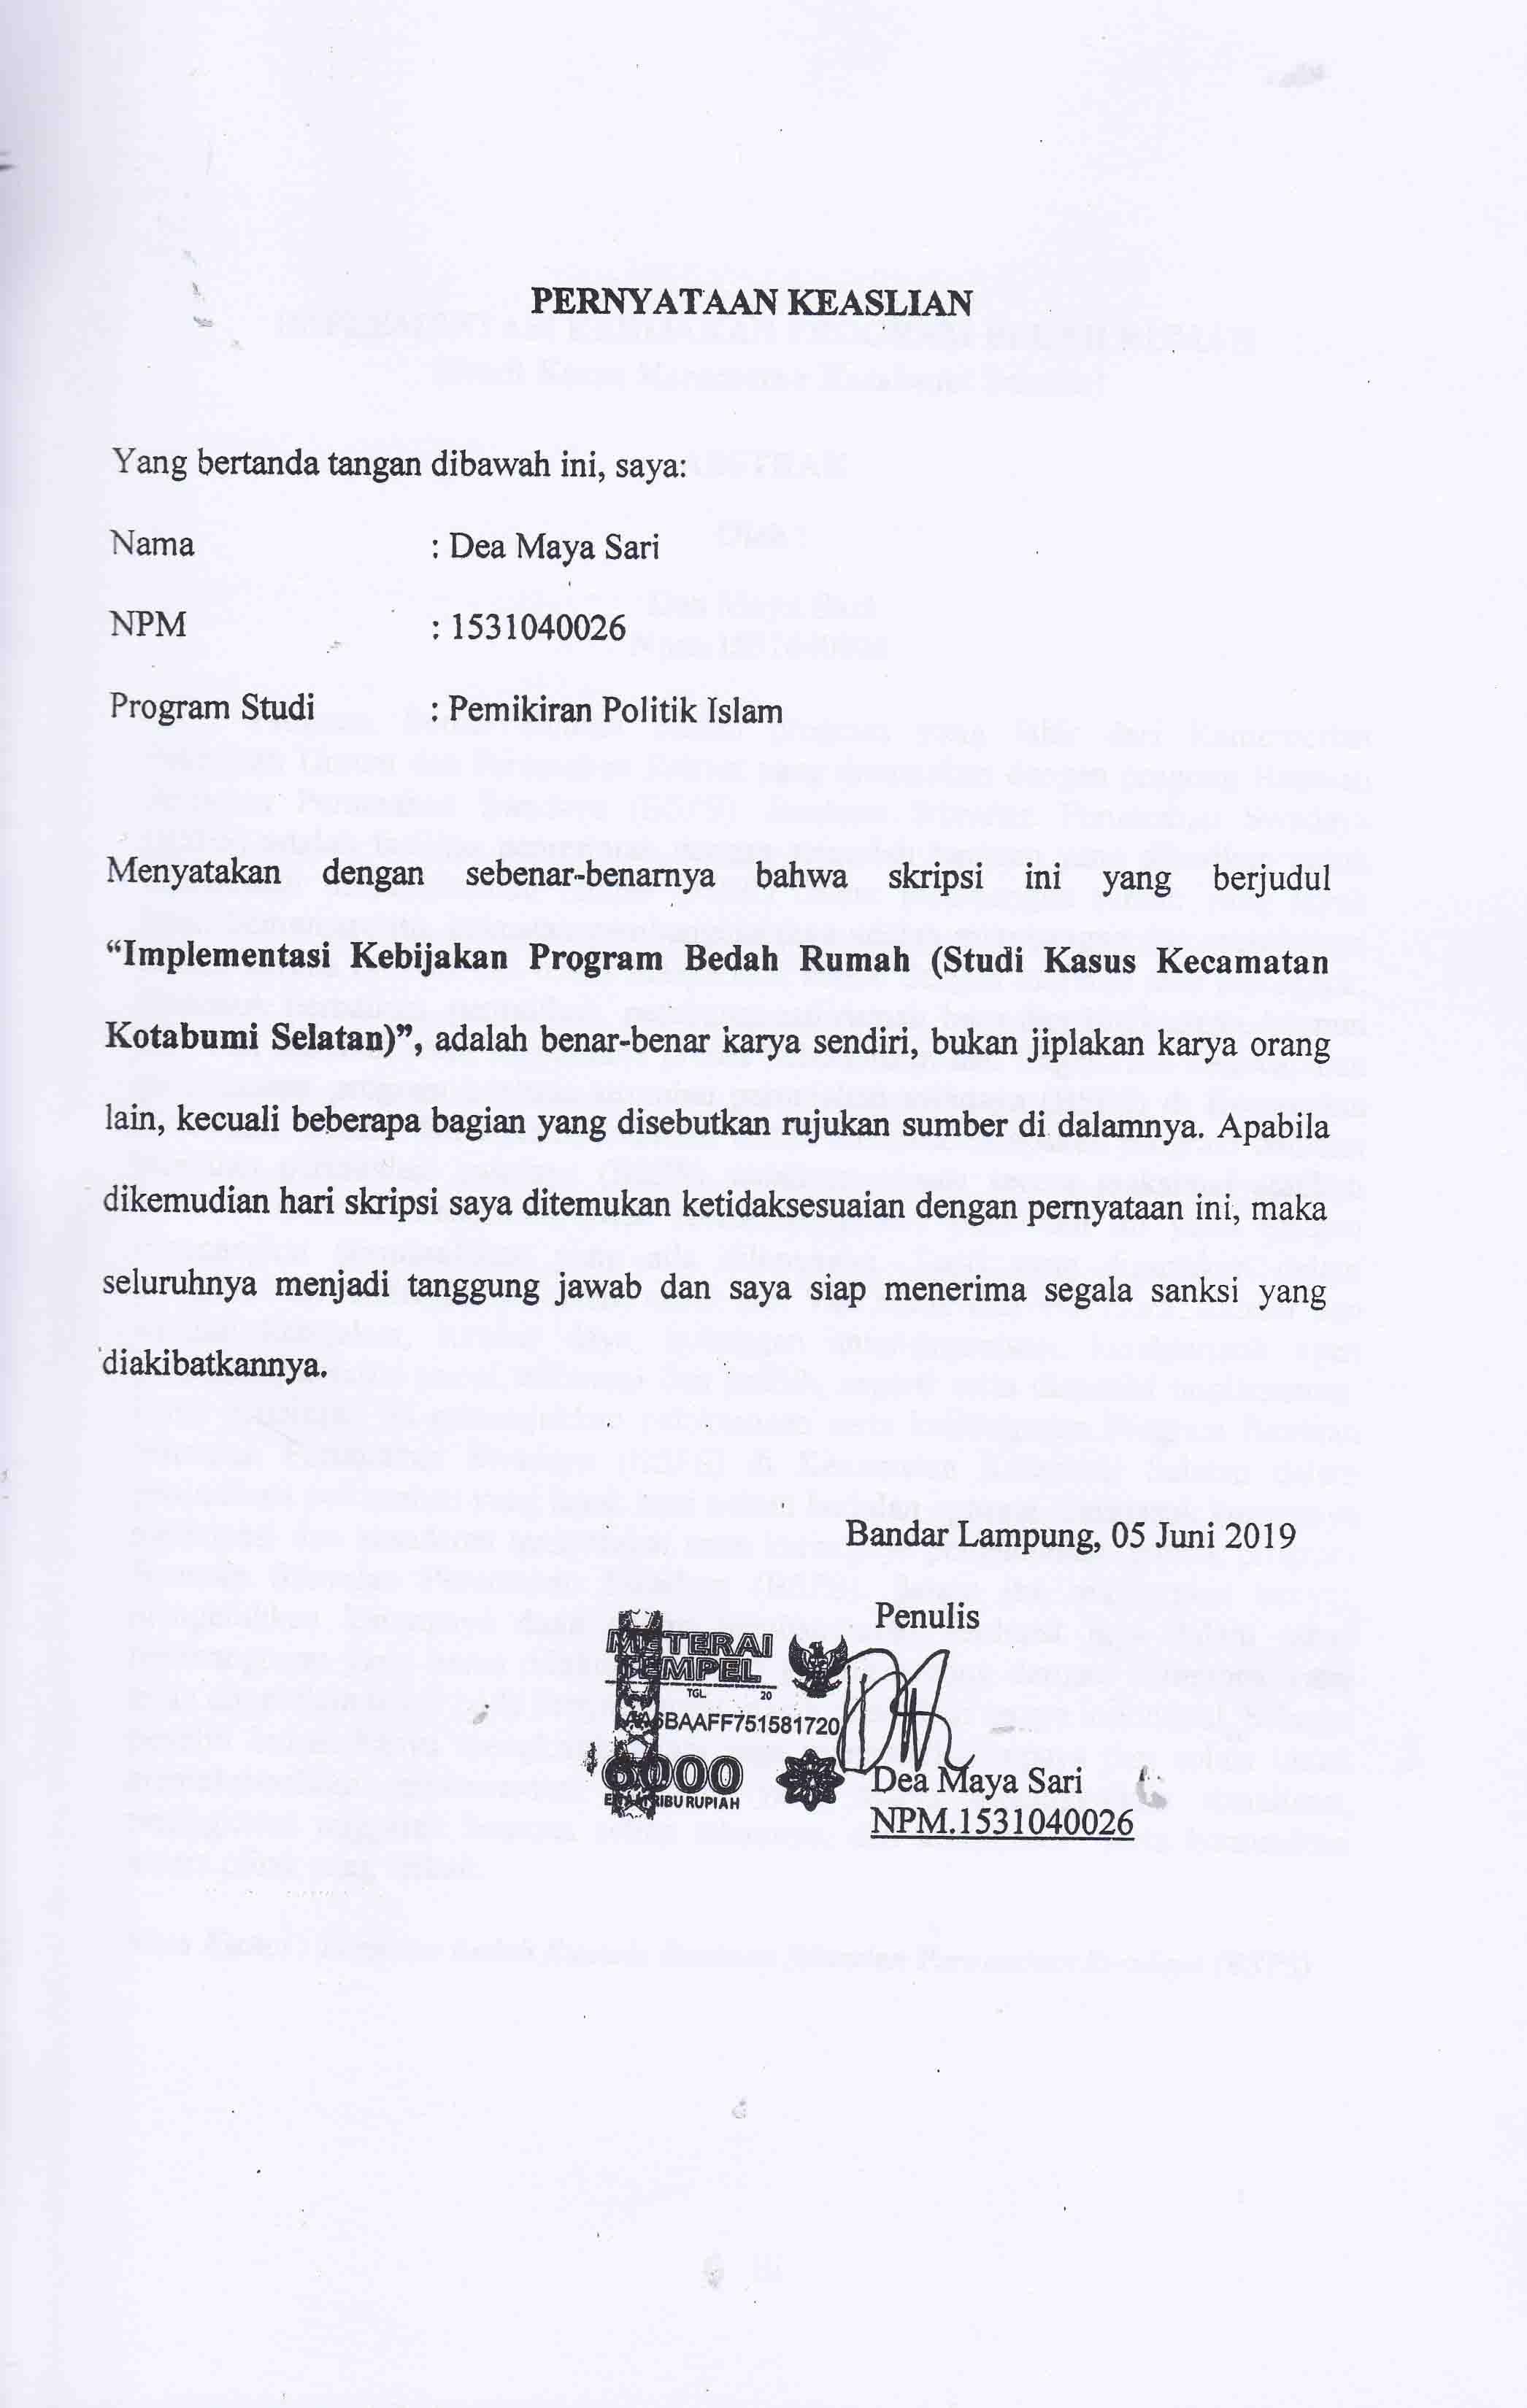 PERNYATAAN KEASLIAN
Yang bertanda tangan dibawah ini, saya:
Nama : Dea Maya Sari
NPM : 1531040026
Program Studi : Pemikiran Politik Islam
Menyatakan dengan sebenar-benarnya bahwa skripsi ini yang berjudul
“Implementasi Kebijakan Program Bedah Rumah (Studi Kasus Kecamatan
Kotabumi Selatan)”, adalah benar-benar karya sendiri, bukan jiplakan karya orang
lain, kecuali beberapa bagian yang disebutkan rujukan sumber di dalamnya. Apabila
dikemudian hari skripsi saya ditemukan ketidaksesuaian dengan pernyataan ini, maka
seluruhnya menjadi tanggung jawab dan saya siap menerima segala sanksi yang
diakibatkannya.
Bandar Lampung, 05 Juni 2019
Penulis
METERAI
TEMPEL
TGL 20
BAAFF751581720
6000
RUPIAH
Dea Maya Sari
NPM.1531040026